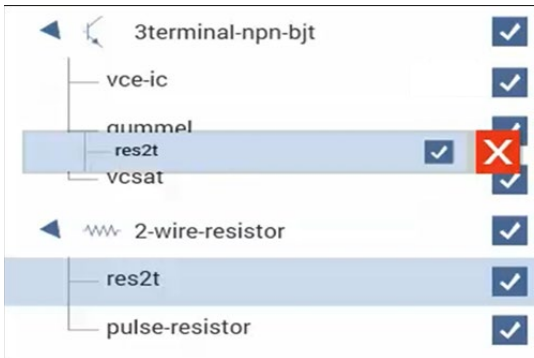 3terminal-npn-bjt
vce-ic
gummel
res2t
vcsat
2-wire-resistor
res2t
pulse-resistor